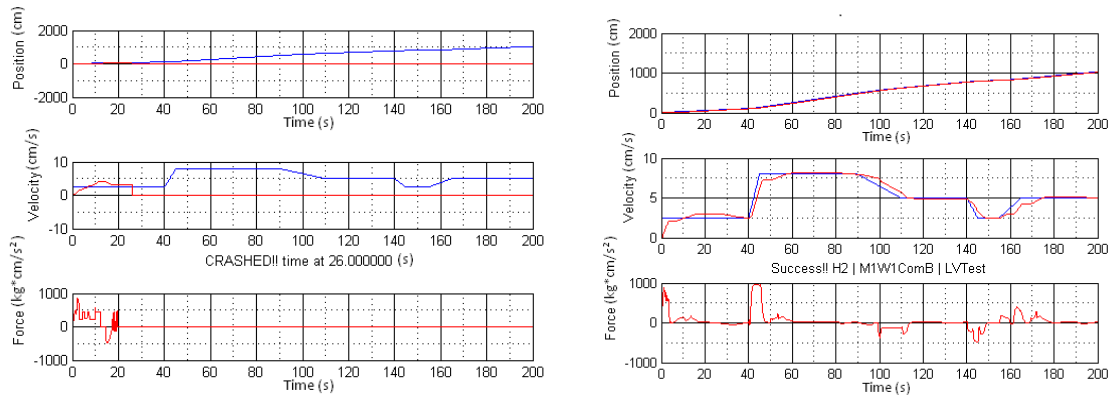 Position (cm)
2000
0
-2000
0 20 40 60 80 100 120 140 160 180 200
Time (s)
Velocity (cm/s)
10
0
-10
0 20 40 60 80 100 120 140 160 180 200
CRASHED!! time at 26.000000 (s)
Force (kg*cm/s²)
1000
0
-1000
0 20 40 60 80 100 120 140 160 180 200
Time (s)
Position (cm)
2000
1000
0
0 20 40 60 80 100 120 140 160 180 200
Time (s)
Velocity (cm/s)
10
5
0
0 20 40 60 80 100 120 140 160 180 200
Success!! H2 | M1W1ComB | LVTest
Force (kg*cm/s²)
1000
0
-1000
0 20 40 60 80 100 120 140 160 180 200
Time (s)